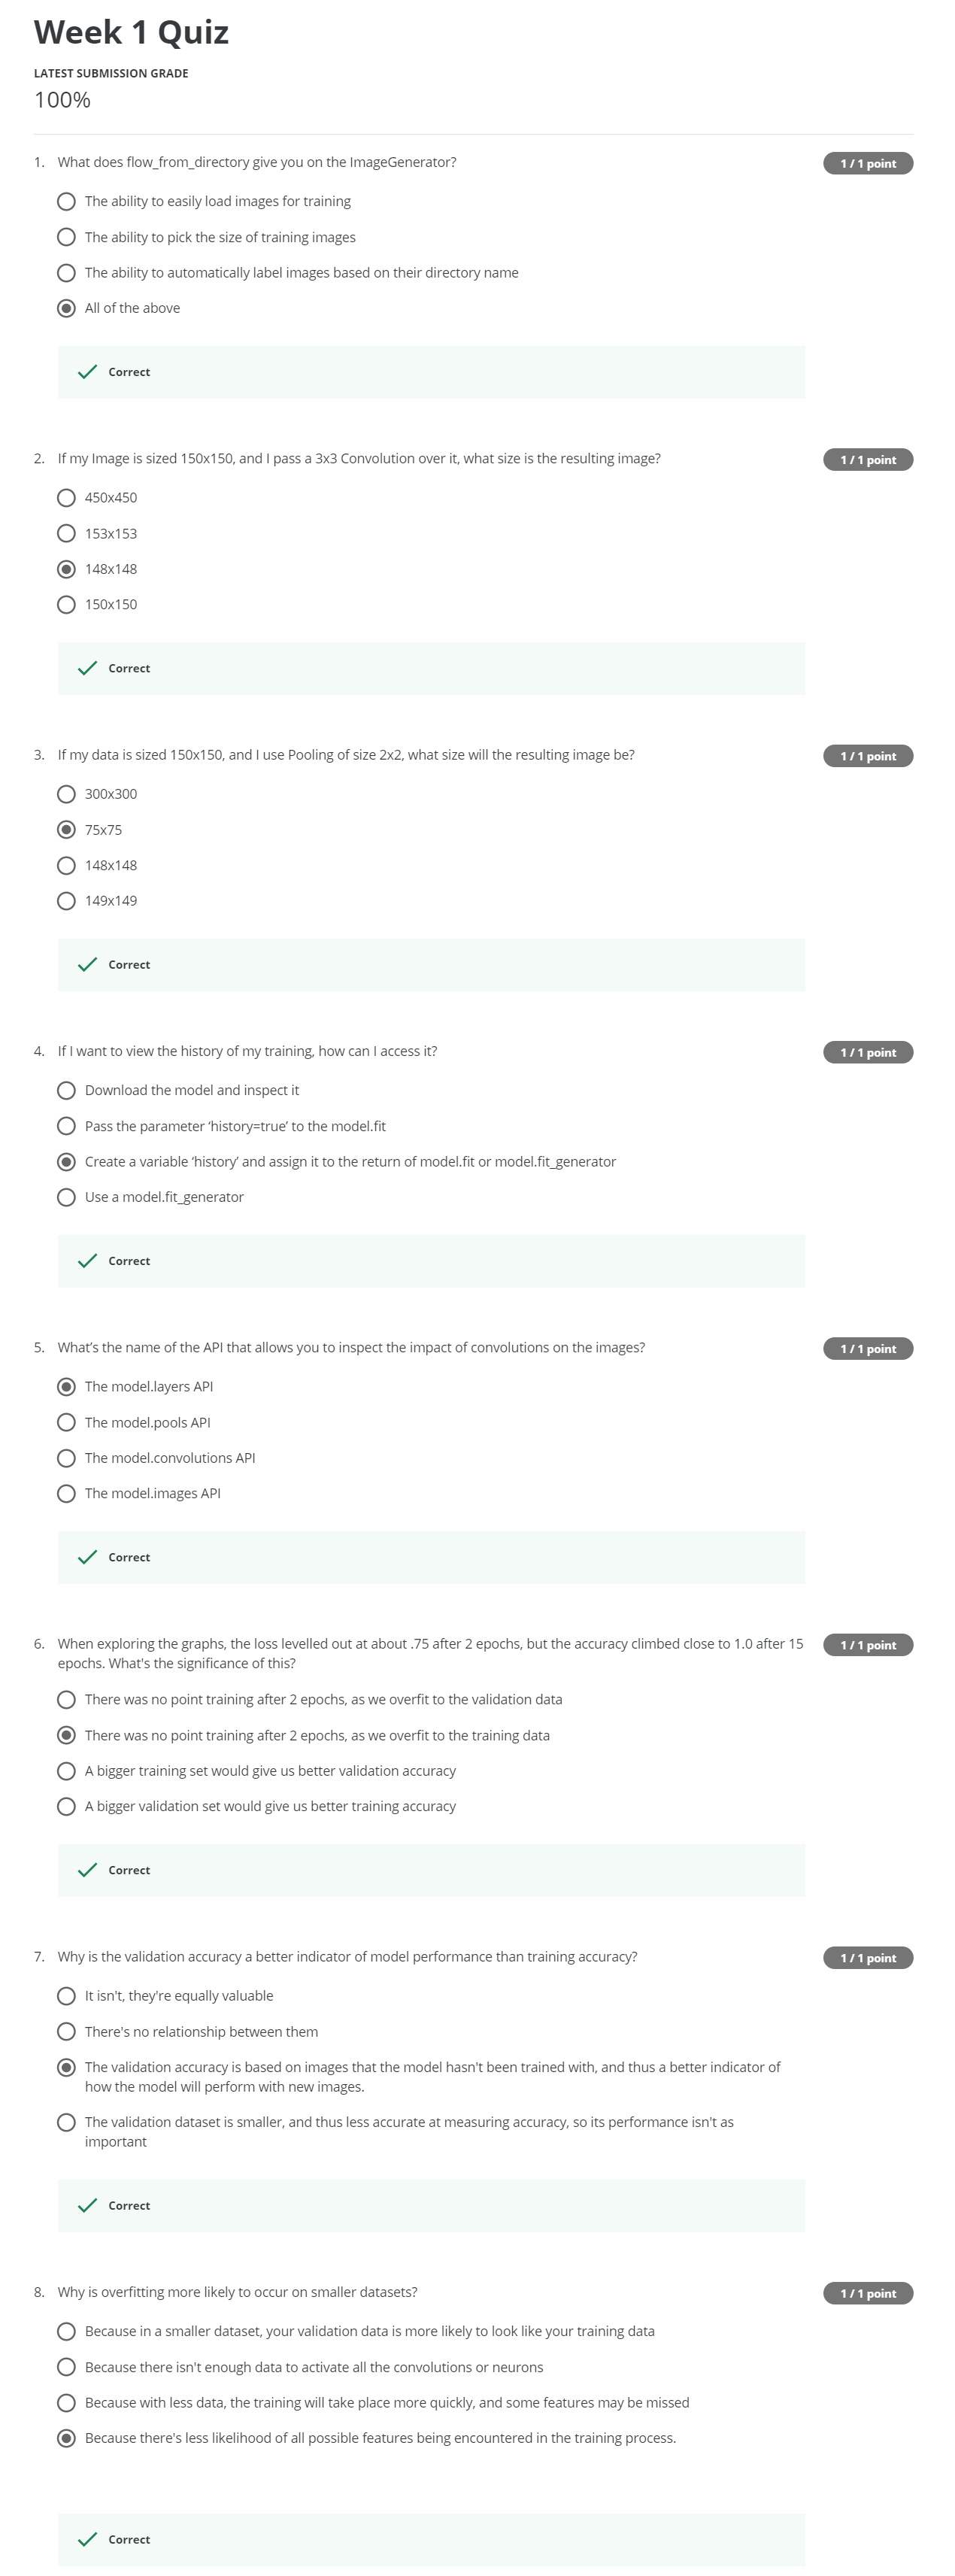 Week 1 Quiz
LATEST SUBMISSION GRADE
100%
1. What does flow_from_directory give you on the ImageGenerator?
1 / 1 point
The ability to easily load images for training
The ability to pick the size of training images
The ability to automatically label images based on their directory name
All of the above
Correct
2. If my Image is sized 150x150, and I pass a 3x3 Convolution over it, what size is the resulting image?
1 / 1 point
450x450
153x153
148x148
150x150
Correct
3. If my data is sized 150x150, and I use Pooling of size 2x2, what size will the resulting image be?
1 / 1 point
300x300
75x75
148x148
149x149
Correct
4. If I want to view the history of my training, how can I access it?
1 / 1 point
Download the model and inspect it
Pass the parameter ‘history=true’ to the model.fit
Create a variable ‘history’ and assign it to the return of model.fit or model.fit_generator
Use a model.fit_generator
Correct
5. What’s the name of the API that allows you to inspect the impact of convolutions on the images?
1 / 1 point
The model.layers API
The model.pools API
The model.convolutions API
The model.images API
Correct
6. When exploring the graphs, the loss levelled out at about .75 after 2 epochs, but the accuracy climbed close to 1.0 after 15
epochs. What's the significance of this?
1 / 1 point
There was no point training after 2 epochs, as we overfit to the validation data
There was no point training after 2 epochs, as we overfit to the training data
A bigger training set would give us better validation accuracy
A bigger validation set would give us better training accuracy
Correct
7. Why is the validation accuracy a better indicator of model performance than training accuracy?
1 / 1 point
It isn't, they're equally valuable
There's no relationship between them
The validation accuracy is based on images that the model hasn't been trained with, and thus a better indicator of
how the model will perform with new images.
The validation dataset is smaller, and thus less accurate at measuring accuracy, so its performance isn't as
important
Correct
8. Why is overfitting more likely to occur on smaller datasets?
1 / 1 point
Because in a smaller dataset, your validation data is more likely to look like your training data
Because there isn't enough data to activate all the convolutions or neurons
Because with less data, the training will take place more quickly, and some features may be missed
Because there's less likelihood of all possible features being encountered in the training process.
Correct